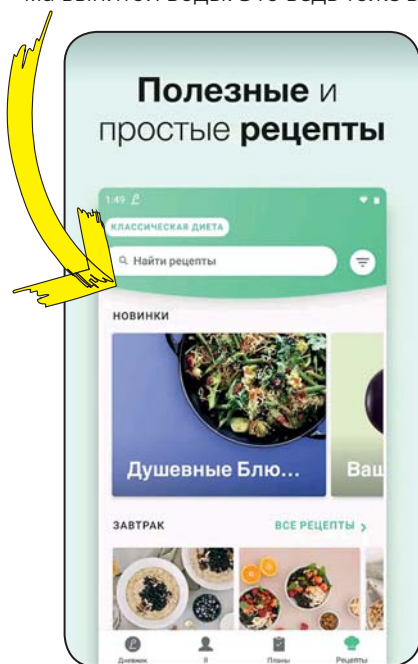 Полезные и
простые рецепты
1:49
КЛАССИЧЕСКАЯ ДИЕТА
Найти рецепты
НОВИНКИ
Душевные Блю...
Ваш
ЗАВТРАК
ВСЕ РЕЦЕПТЫ >
Дневник
Я
Планы
Рецепты